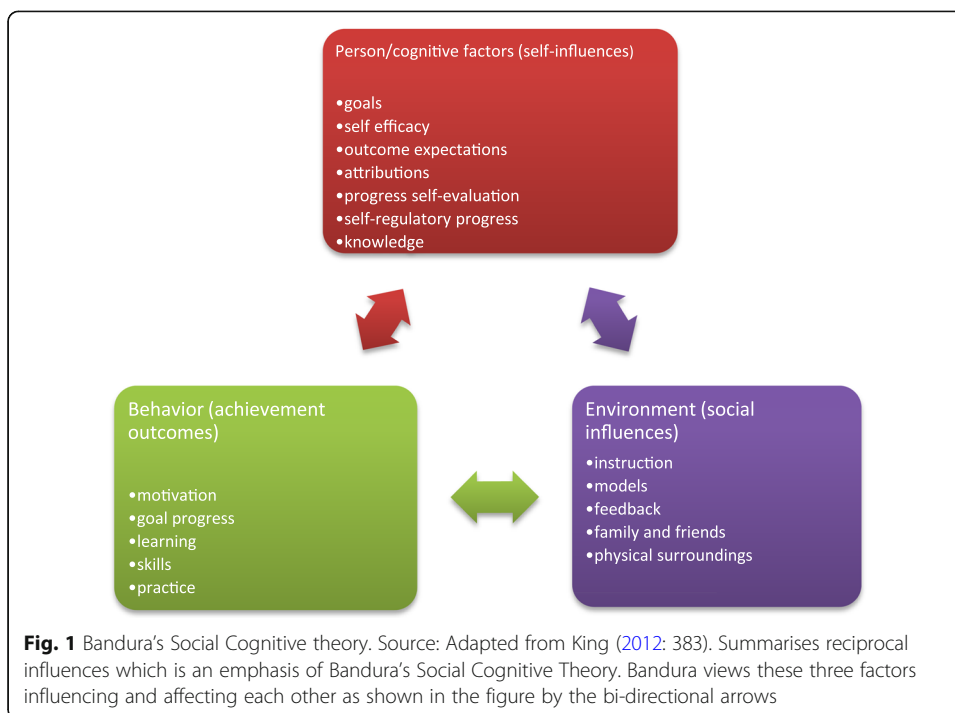 Person/cognitive factors (self-influences)
•goals
•self efficacy
•outcome expectations
•attributions
•progress self-evaluation
•self-regulatory progress
•knowledge
Behavior (achievement
outcomes)
•motivation
•goal progress
•learning
•skills
•practice
Environment (social
influences)
•instruction
•models
•feedback
•family and friends
•physical surroundings
Fig. 1 Bandura's Social Cognitive theory. Source: Adapted from King (2012: 383). Summarises reciprocal
influences which is an emphasis of Bandura's Social Cognitive Theory. Bandura views these three factors
influencing and affecting each other as shown in the figure by the bi-directional arrows